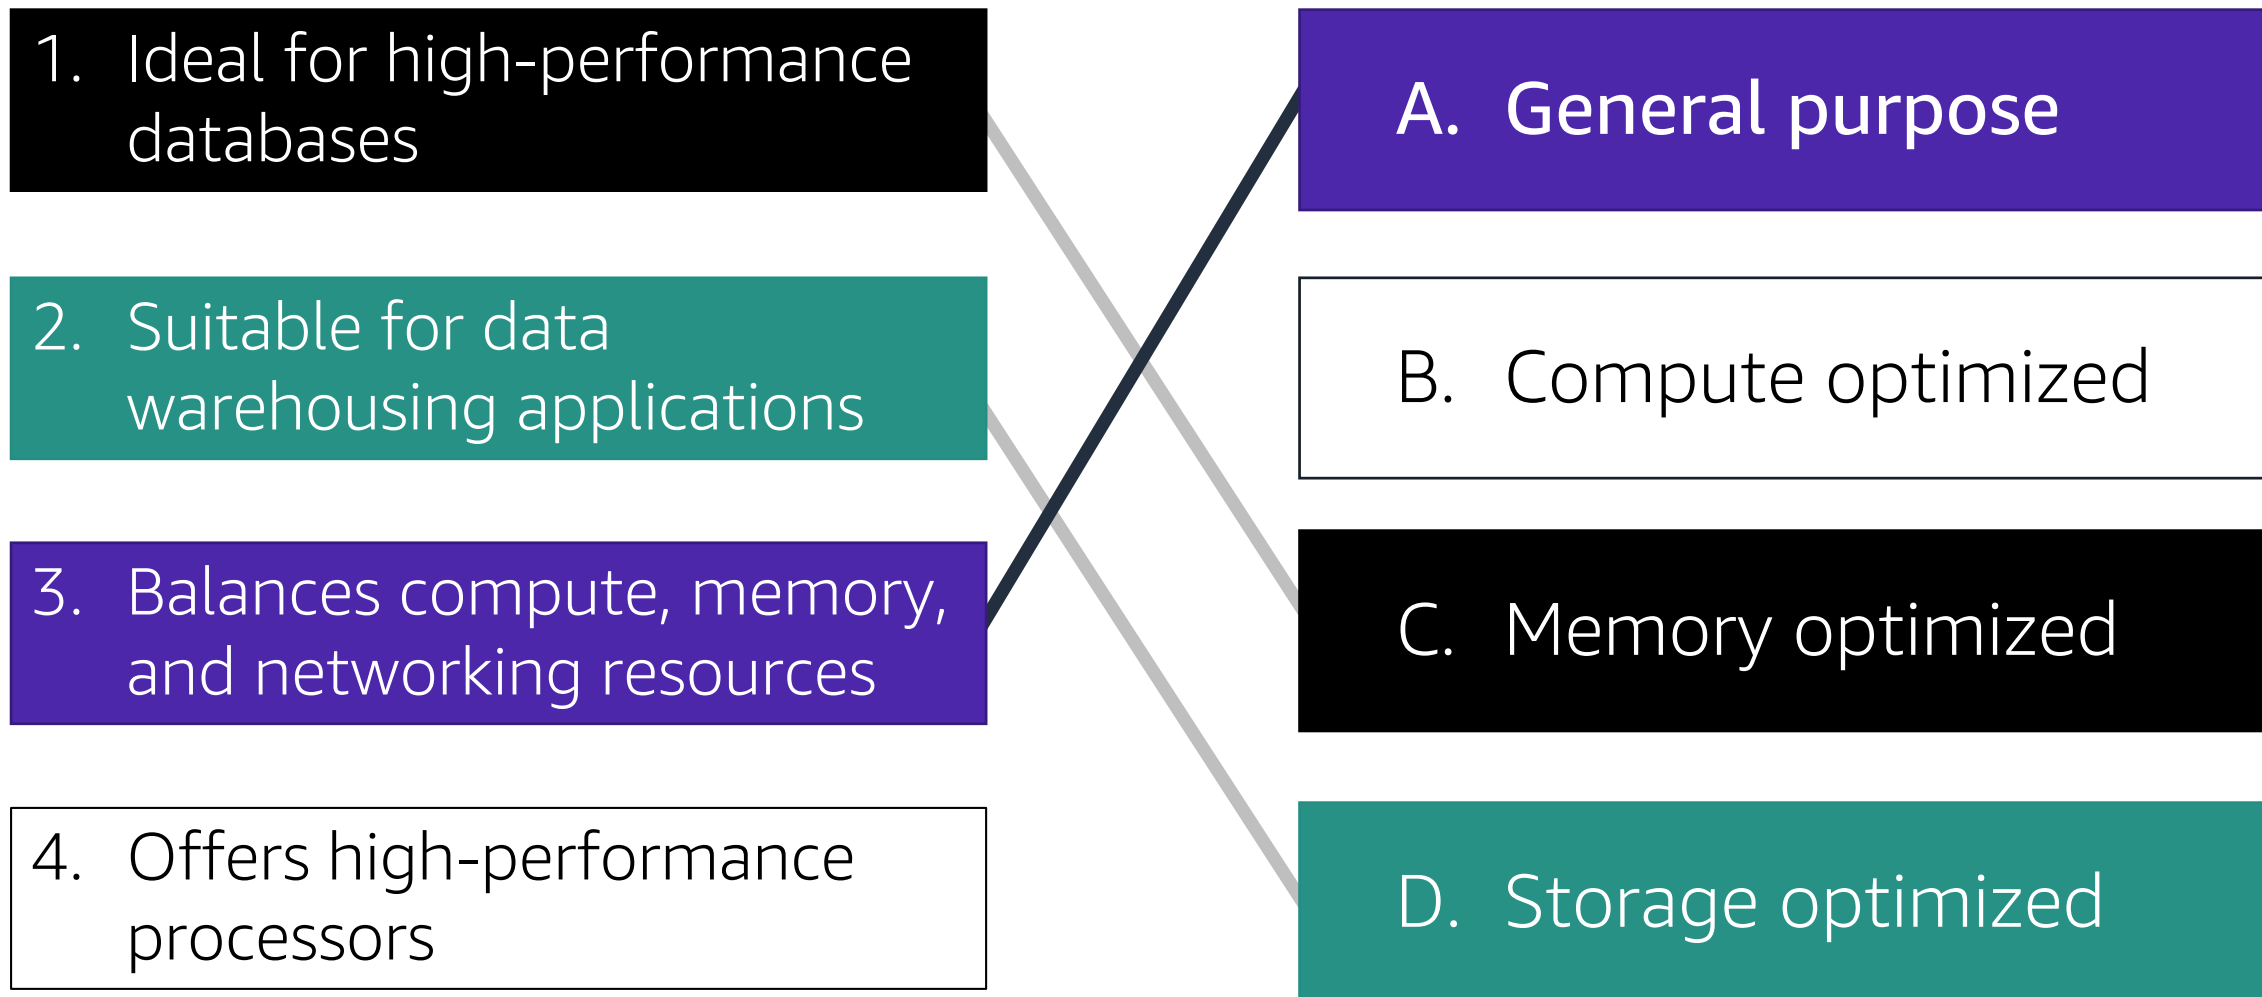 1. Ideal for high-performance
databases
2. Suitable for data
warehousing applications
3. Balances compute, memory,
and networking resources
4. Offers high-performance
processors
A. General purpose
B. Compute optimized
C. Memory optimized
D. Storage optimized